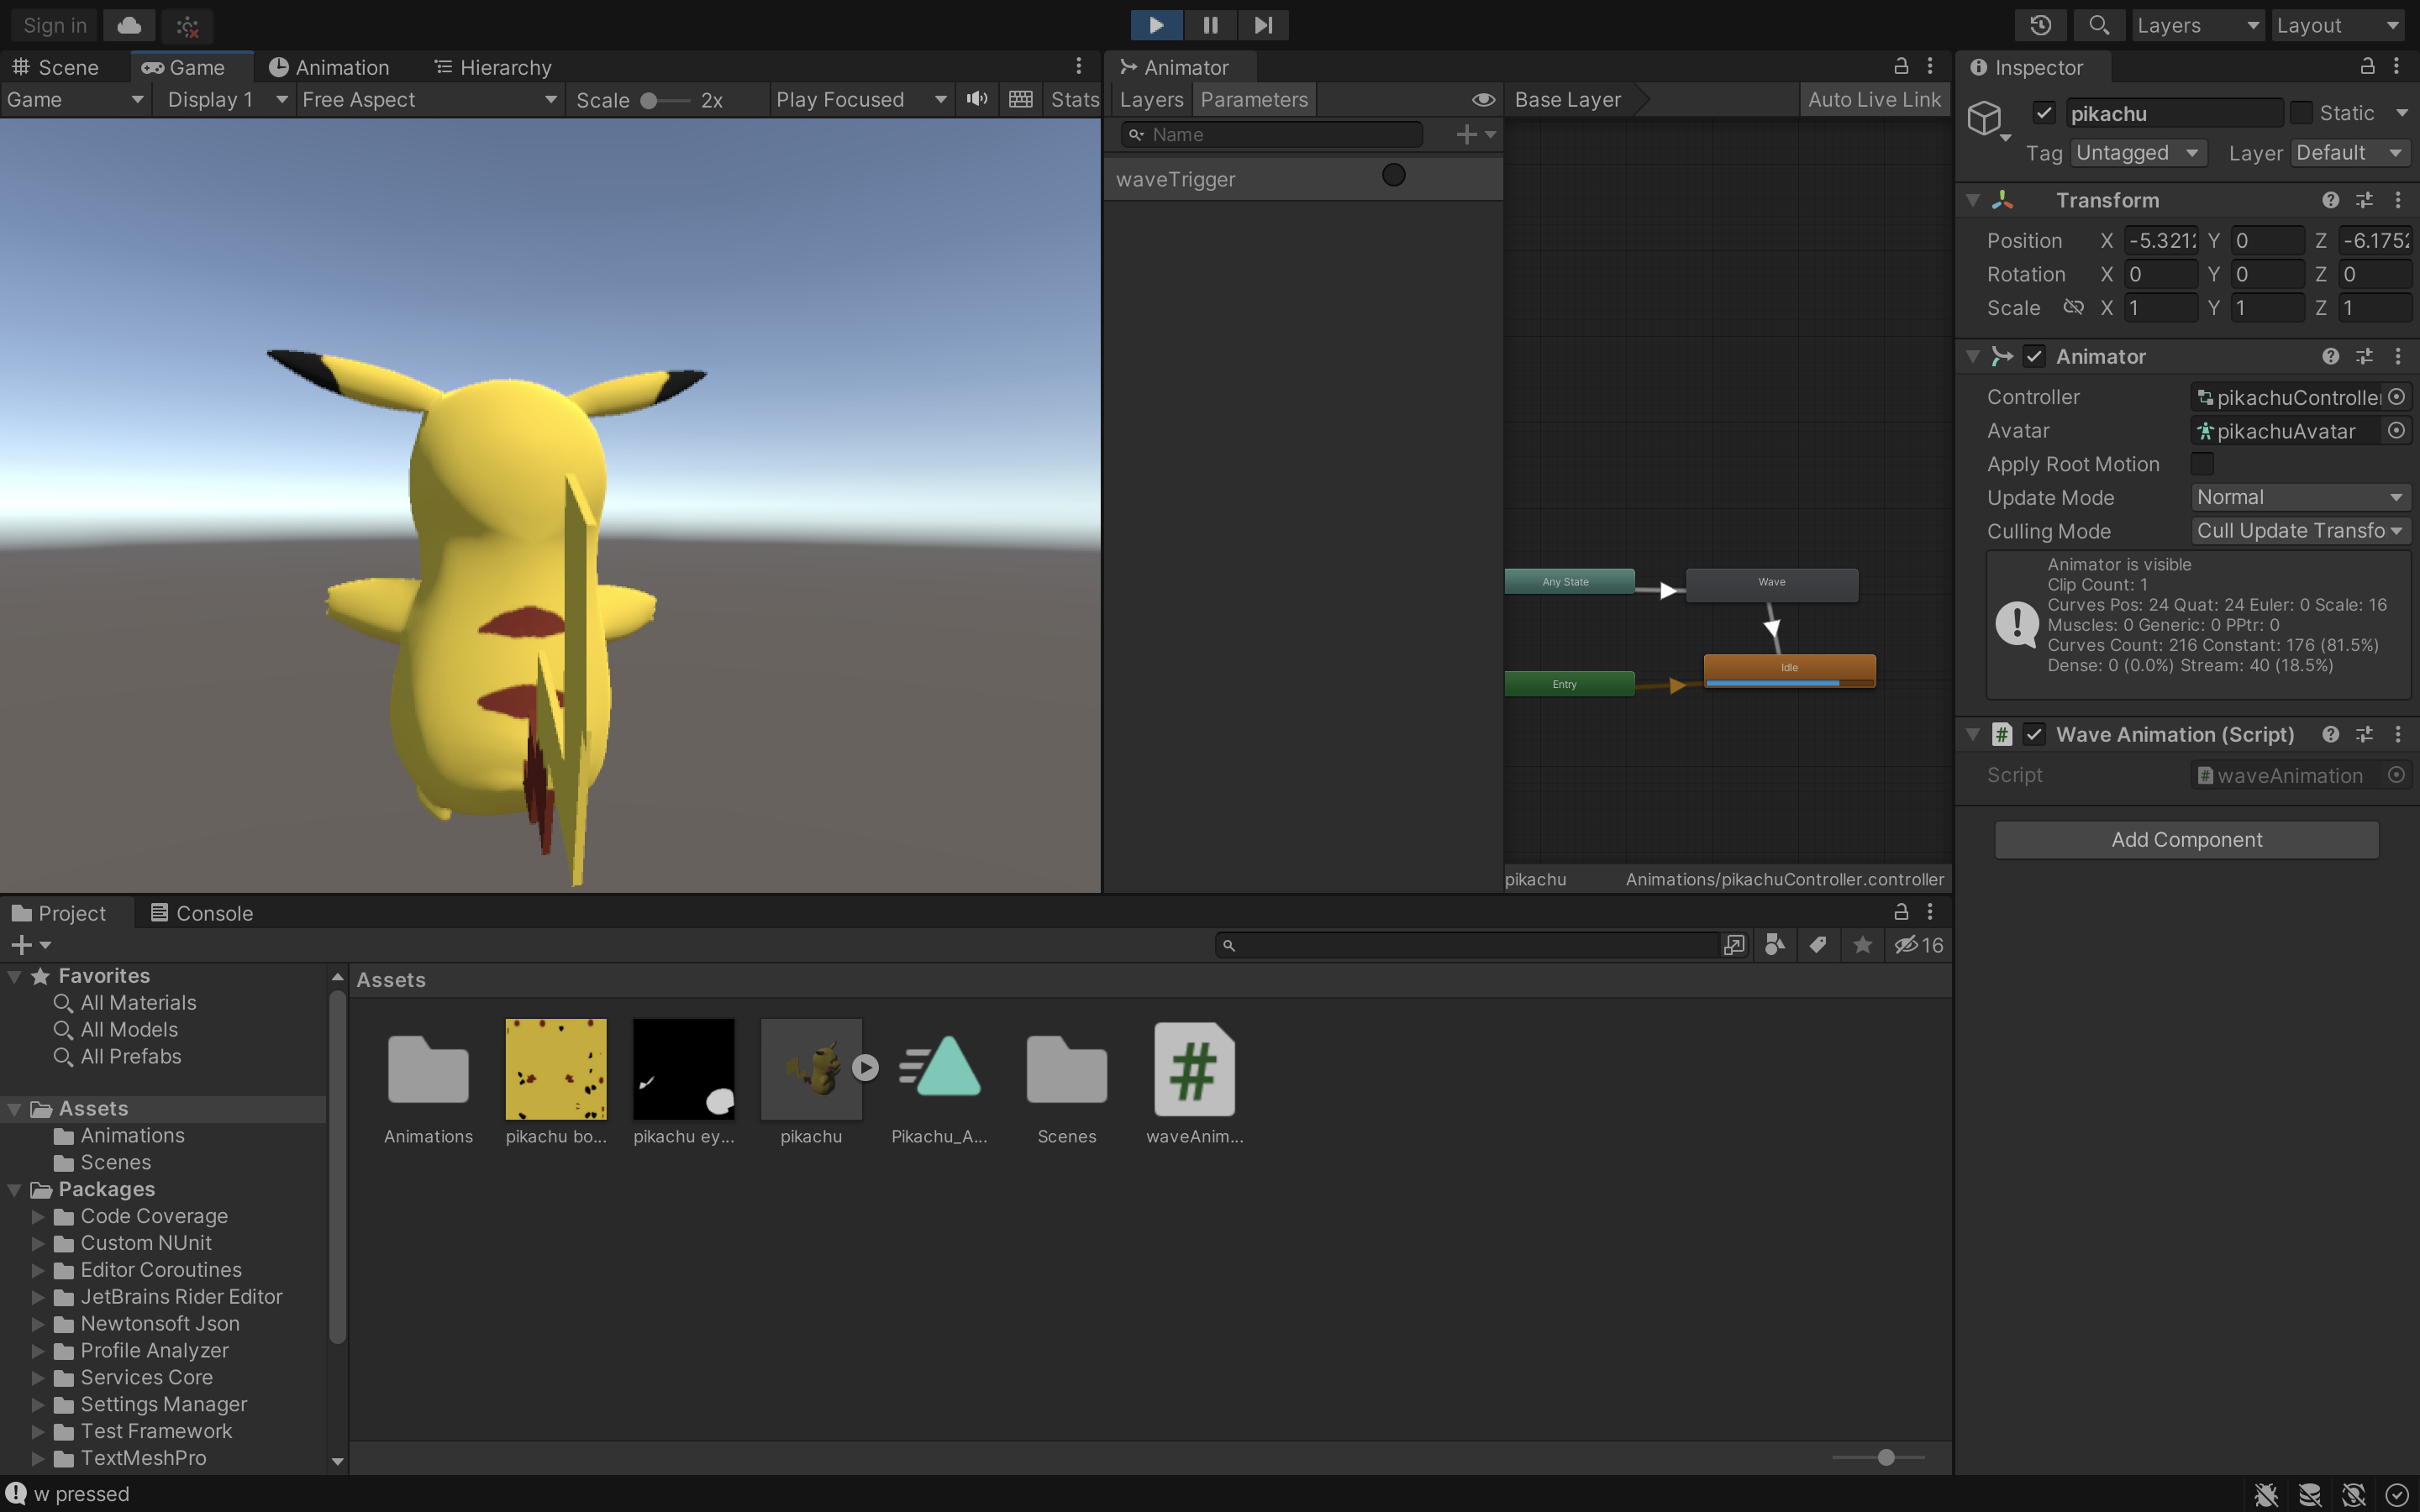 Sign in
Layers
Layout
Scene
Game
Animation
Hierarchy
Game
Display 1
Free Aspect
Scale
2x
Play Focused
Stats
Animator
Layers
Parameters
Base Layer
Auto Live Link
Name
waveTrigger
Any State
Wave
Idle
Entry
pikachu
Animations/pikachuController.controller
Inspector
pikachu
Static
Tag
Untagged
Layer
Default
Transform
Position
X
-5.3212
Y
0
Z
-6.1752
Rotation
X
0
Y
0
Z
0
Scale
X
1
Y
1
Z
1
Animator
Controller
pikachuController
Avatar
pikachuAvatar
Apply Root Motion
Update Mode
Normal
Culling Mode
Cull Update Transfo
Animator is visible
Clip Count: 1
Curves Pos: 24 Quat: 24 Euler: 0 Scale: 16
Muscles: 0 Generic: 0 PPtr: 0
Curves Count: 216 Constant: 176 (81.5%)
Dense: 0 (0.0%) Stream: 40 (18.5%)
# Wave Animation (Script)
Script
# waveAnimation
Add Component
Project
Console
16
Favorites
All Materials
All Models
All Prefabs
Assets
Animations
Scenes
Packages
Code Coverage
Custom NUnit
Editor Coroutines
JetBrains Rider Editor
Newtonsoft Json
Profile Analyzer
Services Core
Settings Manager
Test Framework
TextMeshPro
Assets
#
Animations
pikachu bo...
pikachu ey...
pikachu
Pikachu_A...
Scenes
waveAnim...
w pressed